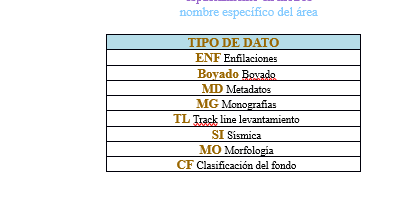 nombre específico del área
TIPO DE DATO
ENF Enfilaciones
Boyado Boyado
MD Metadatos
MG Monografías
TL Track line levantamiento
SI Sísmica
MO Morfología
CF Clasificación del fondo